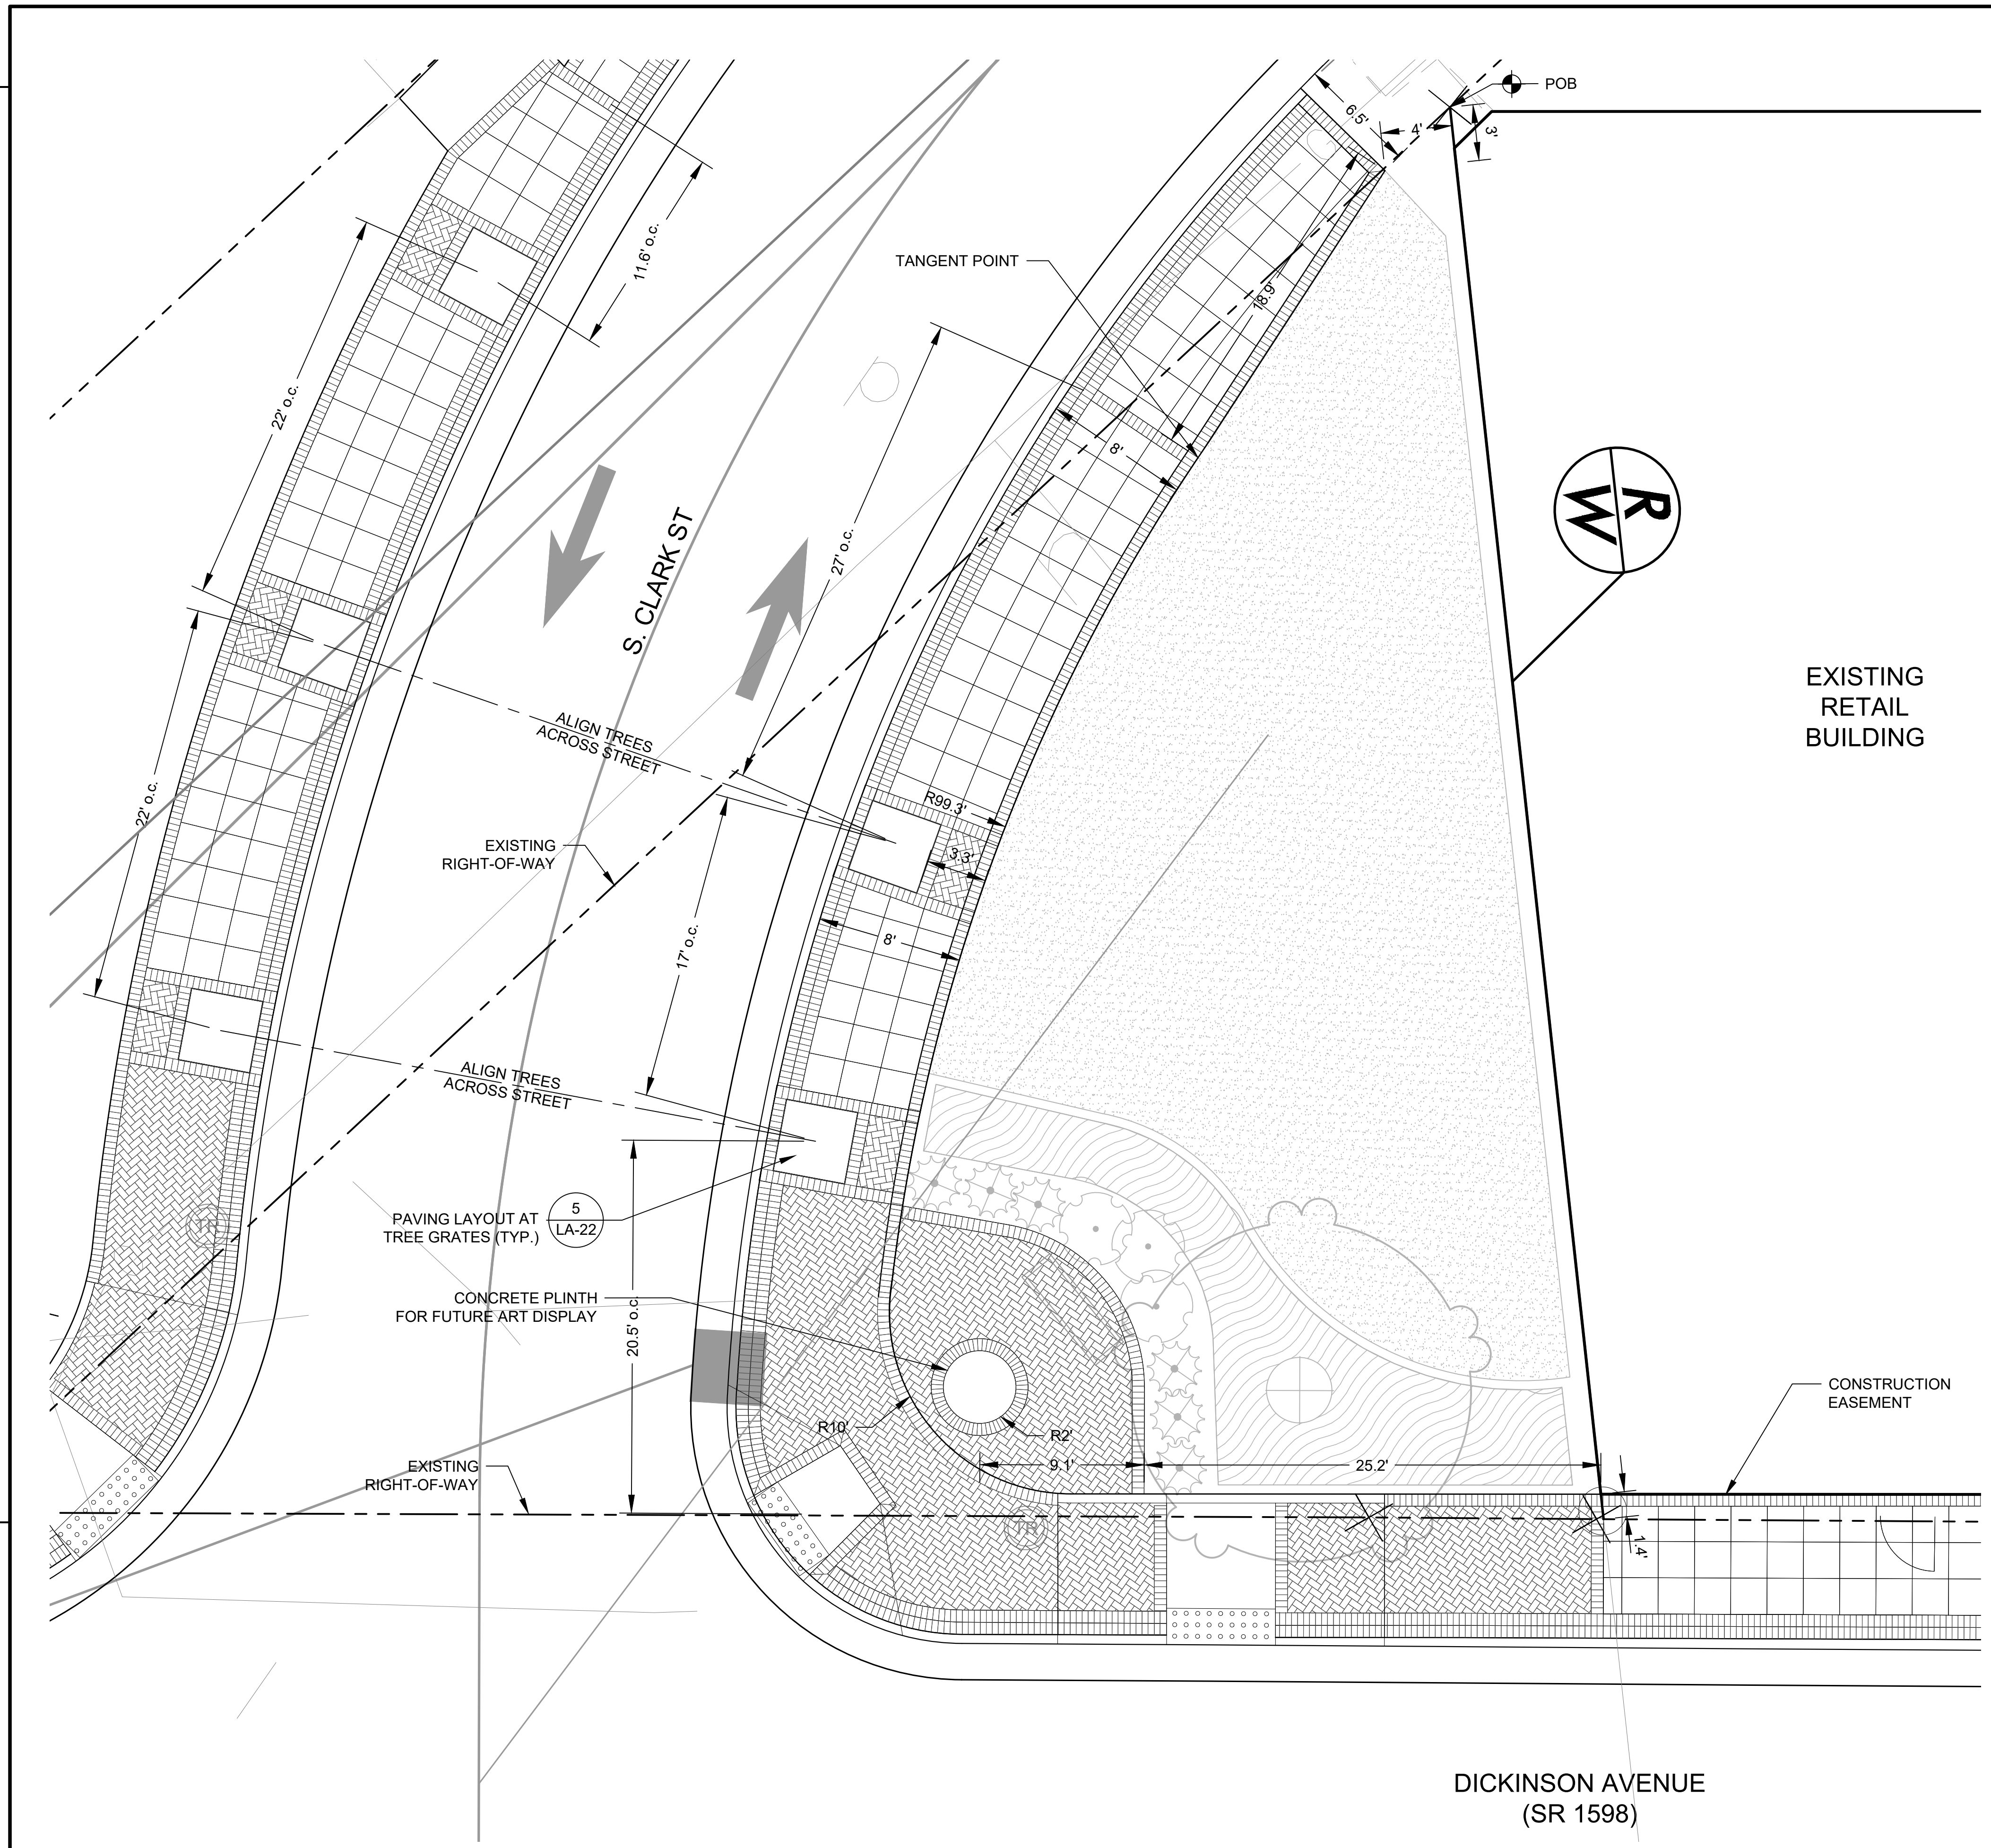 POB
6.5'
4'
3'
11.6' o.c.
TANGENT POINT
18.9'
22' o.c.
8'
R
W
S. CLARK ST
27' o.c.
EXISTING
RETAIL
BUILDING
ALIGN TREES
ACROSS STREET
22' o.c.
R99.3'
EXISTING
RIGHT-OF-WAY
3.3'
17' o.c.
8'
ALIGN TREES
ACROSS STREET
PAVING LAYOUT AT
TREE GRATES (TYP.)
5
LA-22
TR
CONCRETE PLINTH
FOR FUTURE ART DISPLAY
20.5' o.c.
CONSTRUCTION
EASEMENT
R10'
R2'
9.1'
25.2'
EXISTING
RIGHT-OF-WAY
TR
1.4'
DICKINSON AVENUE
(SR 1598)